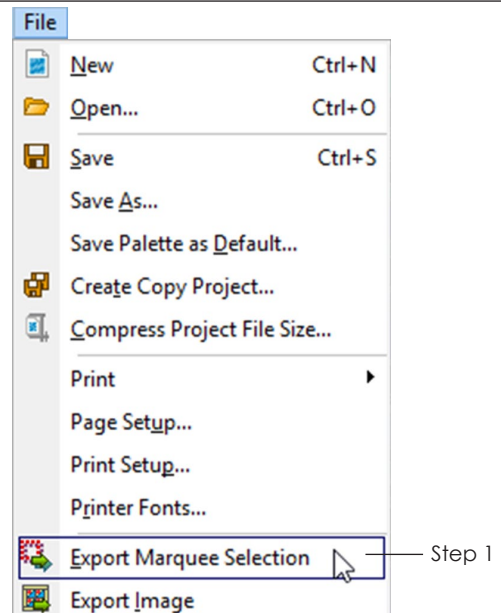 File
New Ctrl+N
Open... Ctrl+O
Save Ctrl+S
Save As...
Save Palette as Default...
Create Copy Project...
Compress Project File Size...
Print
Page Setup...
Print Setup...
Printer Fonts...
Export Marquee Selection Step 1
Export Image